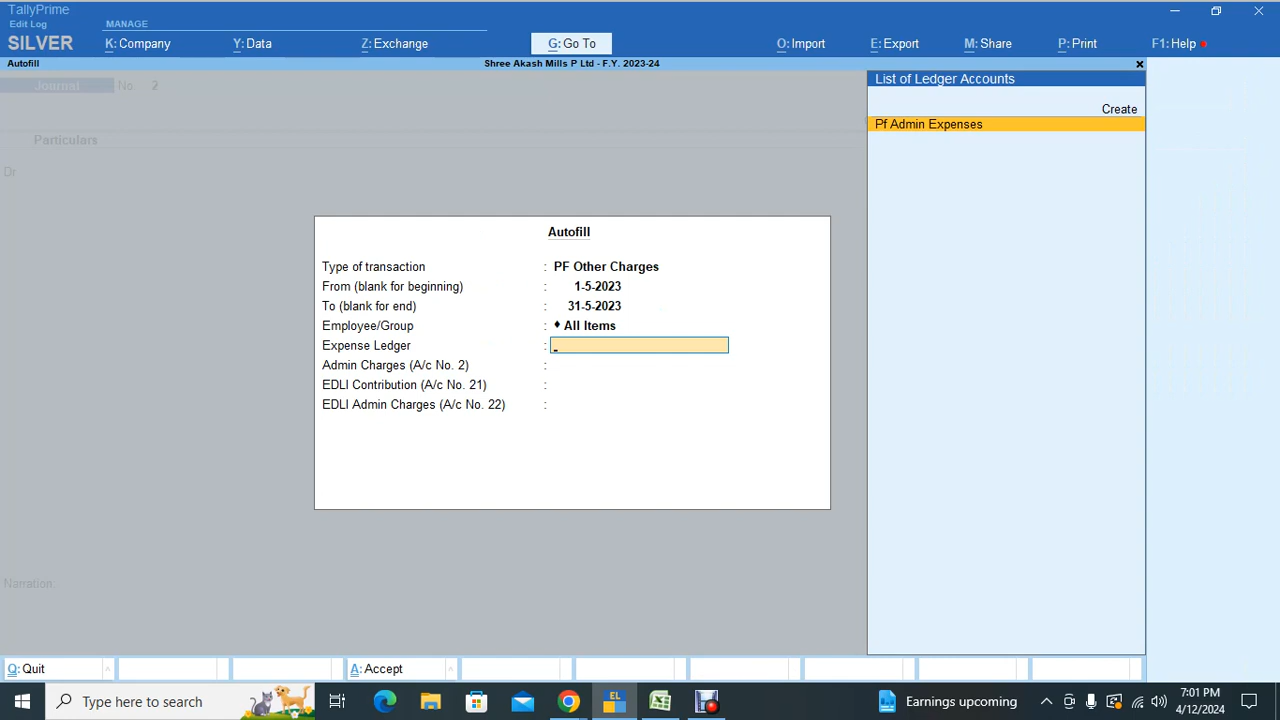 TallyPrime
Edit Log
MANAGE
SILVER
K: Company
Y: Data
Z: Exchange
G: Go To
O: Import
E: Export
M: Share
P: Print
F1: Help
Autofill
Shree Akash Mills P Ltd - F.Y. 2023-24
Journal No. 2
Particulars
Dr
Narration:
Autofill
Type of transaction : PF Other Charges
From (blank for beginning) : 1-5-2023
To (blank for end) : 31-5-2023
Employee/Group : ♦ All Items
Expense Ledger :
Admin Charges (A/c No. 2) :
EDLI Contribution (A/c No. 21) :
EDLI Admin Charges (A/c No. 22) :
List of Ledger Accounts
Create
Pf Admin Expenses
Q: Quit
A: Accept
Type here to search
EL
Earnings upcoming
7:01 PM
4/12/2024